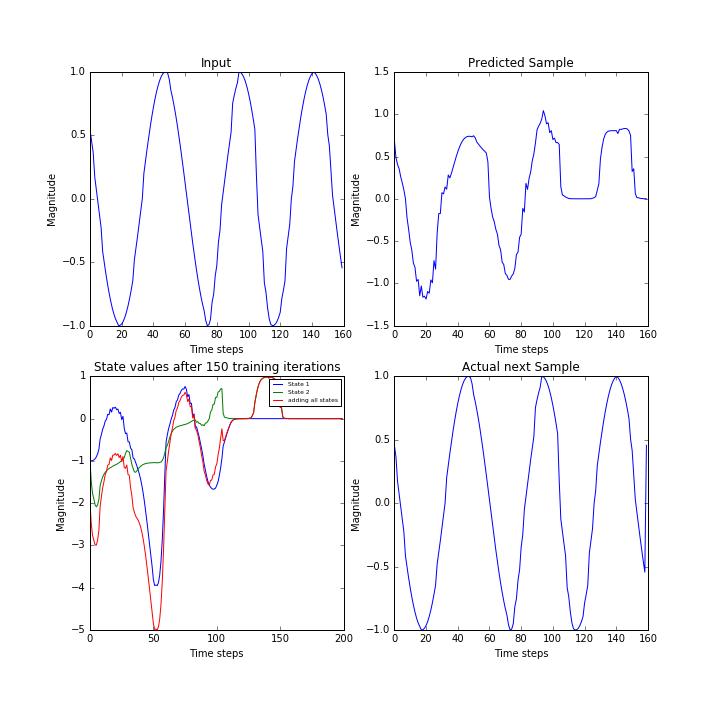 Input
Magnitude
1.0
0.5
0.0
−0.5
−1.0
0 20 40 60 80 100 120 140 160
Time steps
Predicted Sample
Magnitude
1.5
1.0
0.5
0.0
−0.5
−1.0
−1.5
0 20 40 60 80 100 120 140 160
Time steps
State values after 150 training iterations
Magnitude
1
0
−1
−2
−3
−4
−5
State 1
State 2
adding all states
0 50 100 150 200
Time steps
Actual next Sample
Magnitude
1.0
0.5
0.0
−0.5
−1.0
0 20 40 60 80 100 120 140 160
Time steps